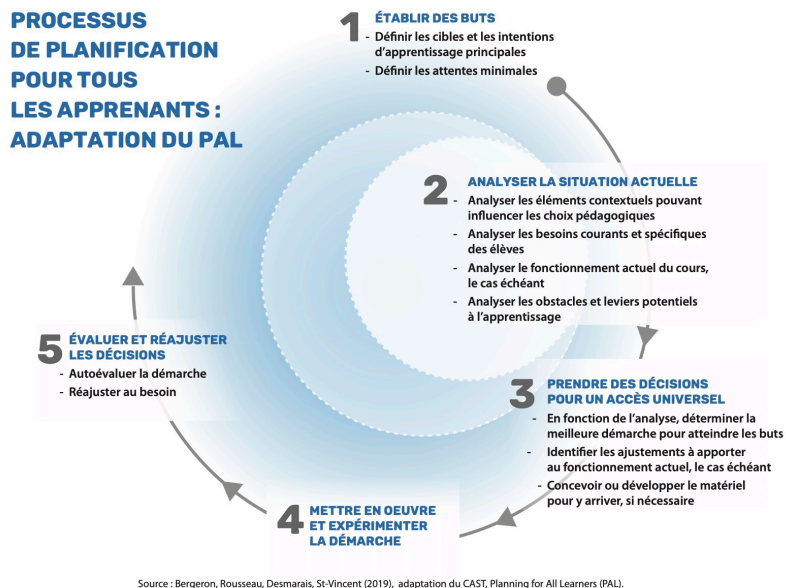 PROCESSUS
DE PLANIFICATION
POUR TOUS
LES APPRENANTS :
ADAPTATION DU PAL
1 ÉTABLIR DES BUTS
- Définir les cibles et les intentions
d'apprentissage principales
- Définir les attentes minimales
2 ANALYSER LA SITUATION ACTUELLE
- Analyser les éléments contextuels pouvant
influencer les choix pédagogiques
- Analyser les besoins courants et spécifiques
des élèves
- Analyser le fonctionnement actuel du cours,
le cas échéant
- Analyser les obstacles et leviers potentiels
à l'apprentissage
3 PRENDRE DES DÉCISIONS
POUR UN ACCÈS UNIVERSEL
- En fonction de l'analyse, déterminer la
meilleure démarche pour atteindre les buts
- Identifier les ajustements à apporter
au fonctionnement actuel, le cas échéant
- Concevoir ou développer le matériel
pour y arriver, si nécessaire
4 METTRE EN OEUVRE
ET EXPÉRIMENTER
LA DÉMARCHE
5 ÉVALUER ET RÉAJUSTER
LES DÉCISIONS
- Autoévaluer la démarche
- Réajuster au besoin
Source : Bergeron, Rousseau, Desmarais, St-Vincent (2019), adaptation du CAST, Planning for All Learners (PAL).